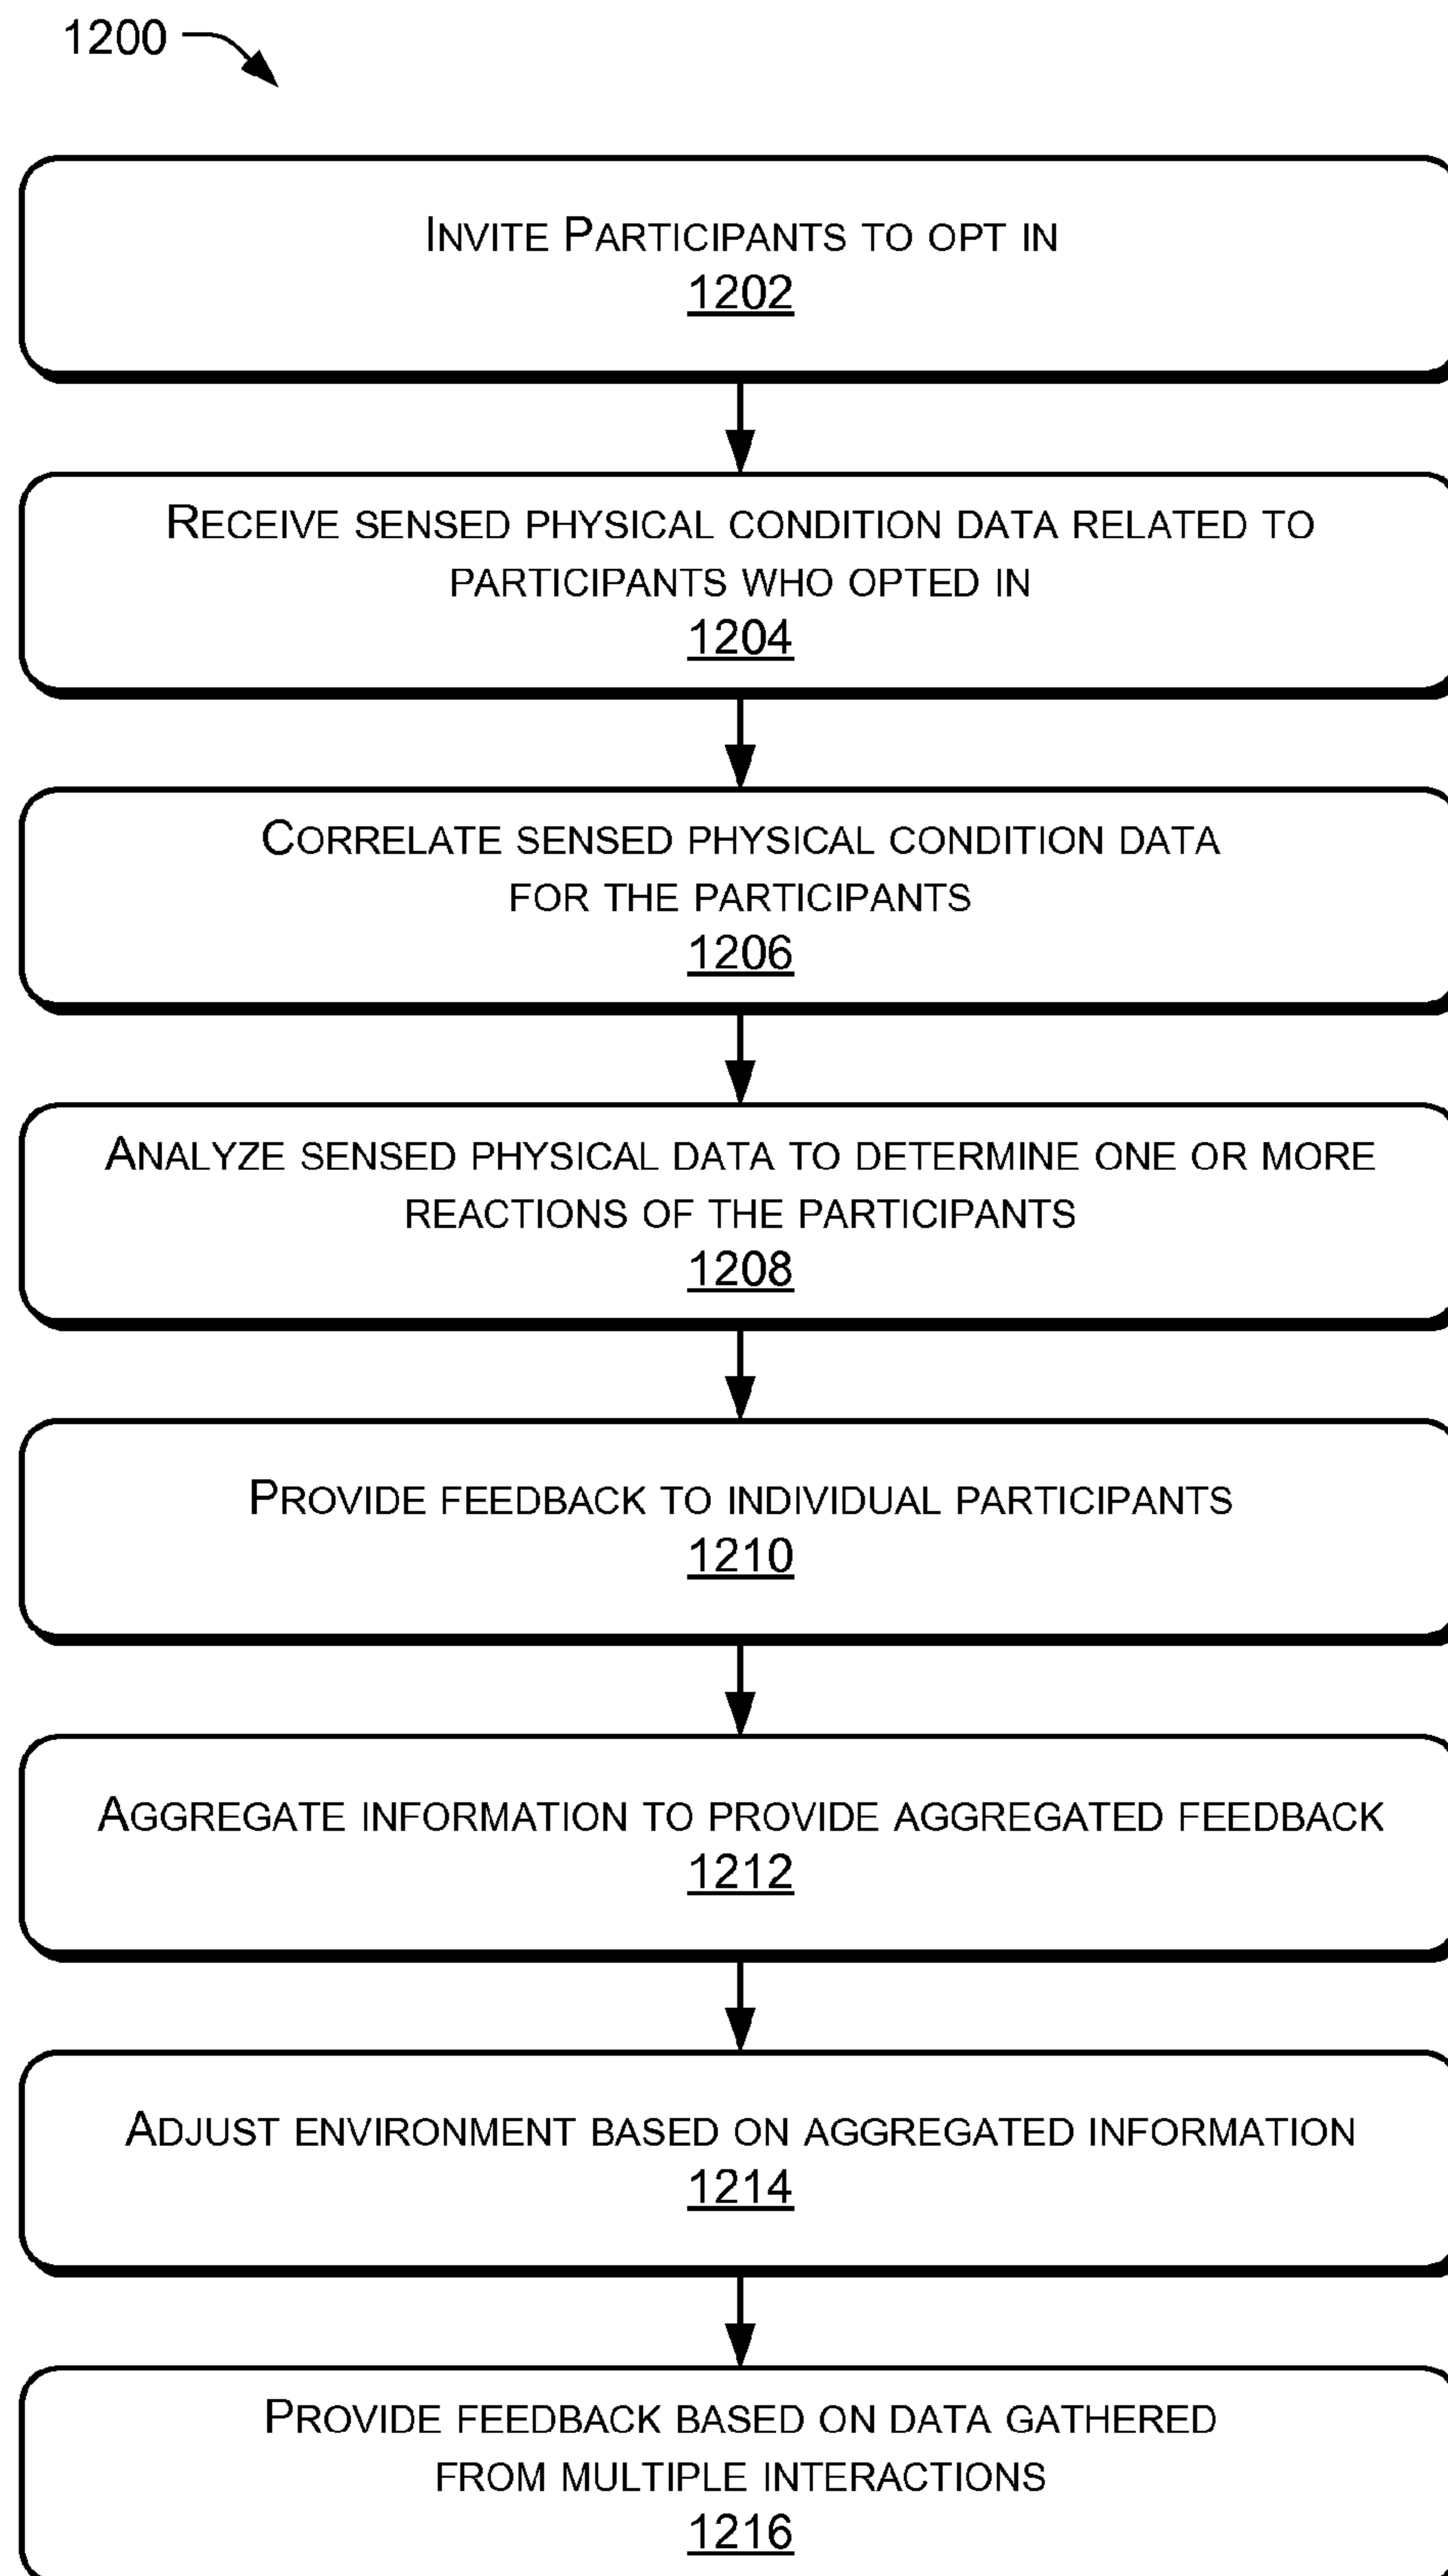 1200
INVITE PARTICIPANTS TO OPT IN
1202
RECEIVE SENSED PHYSICAL CONDITION DATA RELATED TO
PARTICIPANTS WHO OPTED IN
1204
CORRELATE SENSED PHYSICAL CONDITION DATA
FOR THE PARTICIPANTS
1206
ANALYZE SENSED PHYSICAL DATA TO DETERMINE ONE OR MORE
REACTIONS OF THE PARTICIPANTS
1208
PROVIDE FEEDBACK TO INDIVIDUAL PARTICIPANTS
1210
AGGREGATE INFORMATION TO PROVIDE AGGREGATED FEEDBACK
1212
ADJUST ENVIRONMENT BASED ON AGGREGATED INFORMATION
1214
PROVIDE FEEDBACK BASED ON DATA GATHERED
FROM MULTIPLE INTERACTIONS
1216